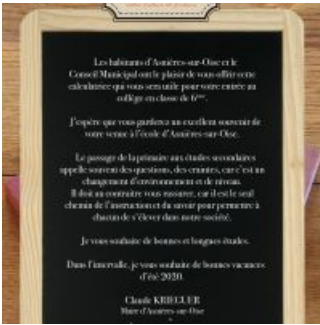 Les habitants d'Asnières-sur-Oise et le
Conseil Municipal ont le plaisir de vous offrir cette
calculatrice qui vous sera utile pour votre entrée au
collège en classe de 6ème.
J'espère que vous garderez un excellent souvenir de
votre venue à l'école d'Asnières-sur-Oise.
Le passage de la primaire aux études secondaires
appelle souvent des questions, des craintes, car c'est un
changement d'environnement et de niveau.
Il doit au contraire vous rassurer, car il est le seul
chemin de l'instruction et du savoir pour permettre à
chacun de s'élever dans notre société.
Je vous souhaite de bonnes et longues études.
Dans l'intervalle, je vous souhaite de bonnes vacances
d'été 2020.
Claude KRIEGUER
Maire d'Asnières-sur-Oise